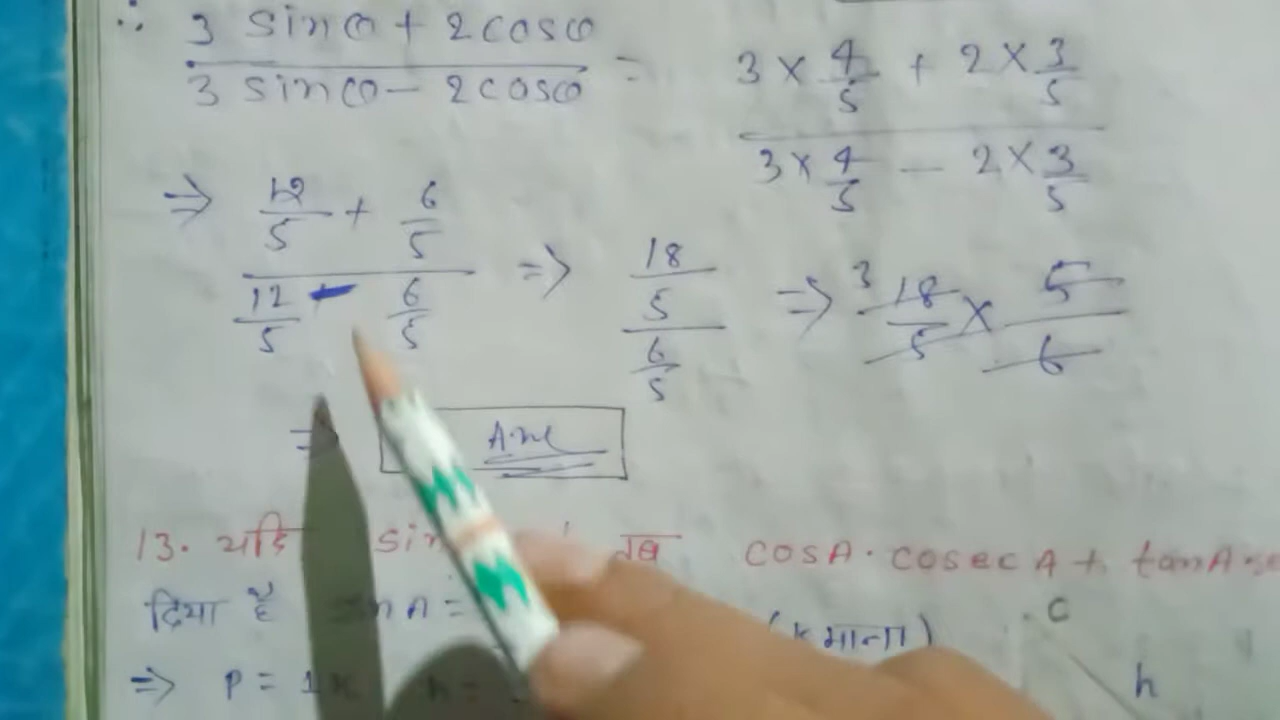 ∴ 3 sinθ + 2cosθ / 3 sinθ - 2cosθ = 3 × 4/5 + 2 × 3/5 / 3 × 4/5 - 2 × 3/5
⇒ 12/5 + 6/5 / 12/5 - 6/5 ⇒ 18/5 / 6/5 ⇒ 3 18/5 × 5/6
⇒ Ans
13. यदि sin cosA. cosecA + tanA.
दिया है A = (k माना) C
⇒ P = 1k h = h